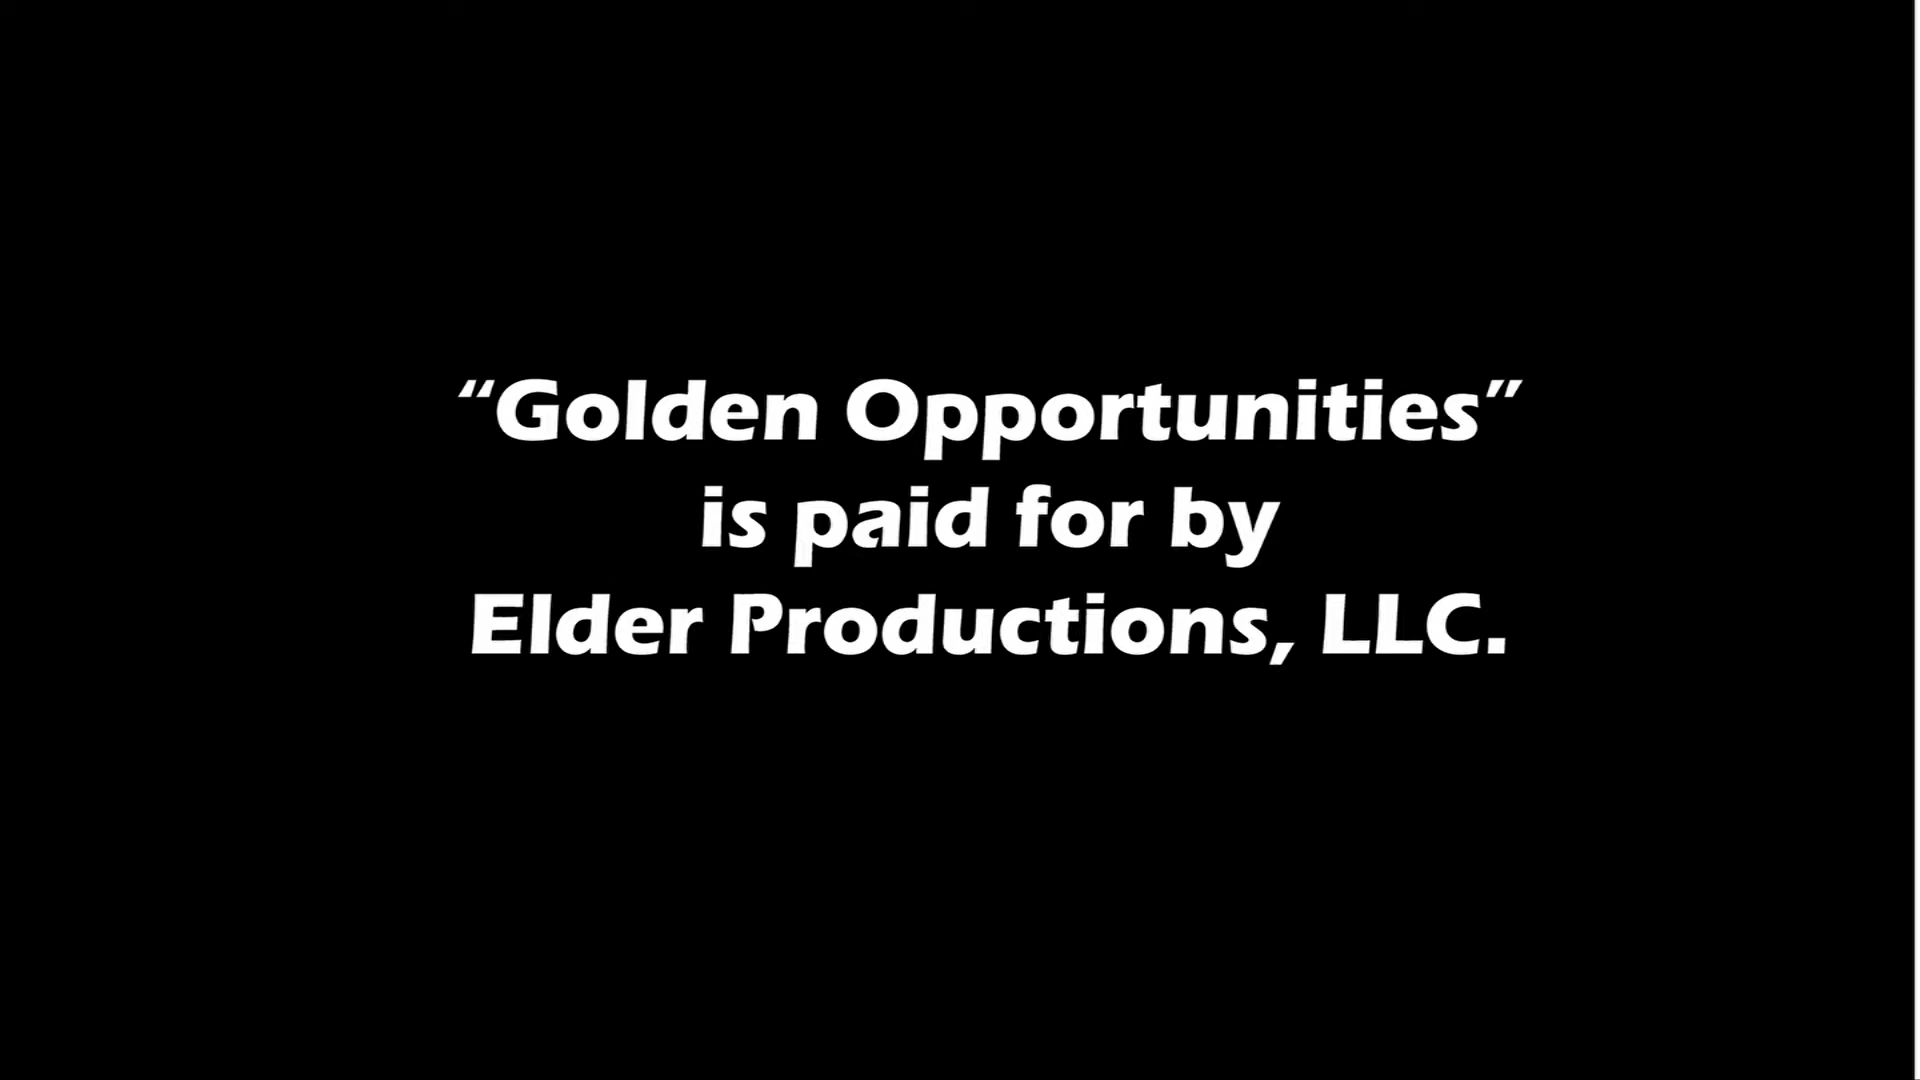 “Golden Opportunities”
is paid for by
Elder Productions, LLC.